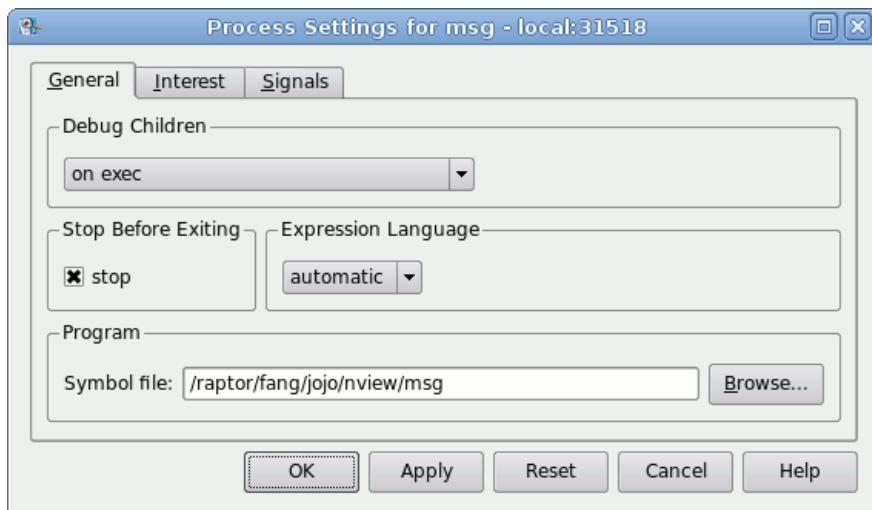 Process Settings for msg - local:31518
General Interest Signals
Debug Children
on exec
Stop Before Exiting Expression Language
stop automatic
Program
Symbol file: /raptor/fang/jojo/nview/msg Browse...
OK Apply Reset Cancel Help